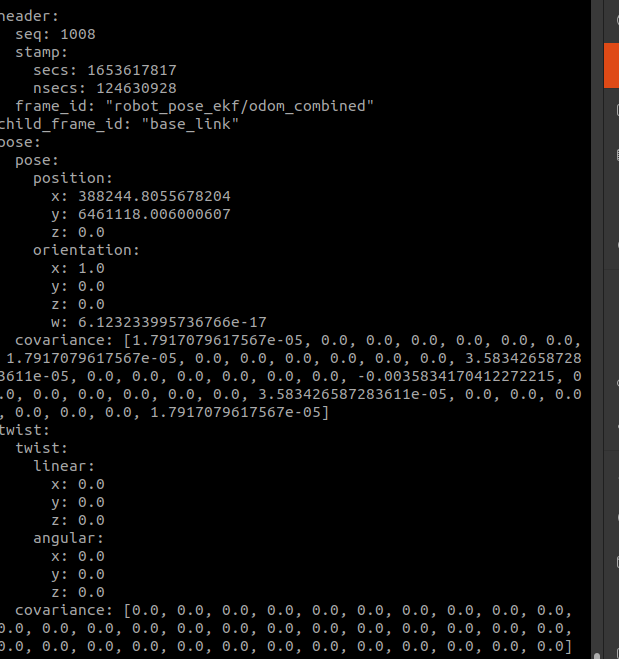 header:
  seq: 1008
  stamp:
    secs: 1653617817
    nsecs: 124630928
  frame_id: "robot_pose_ekf/odom_combined"
child_frame_id: "base_link"
pose:
  pose:
    position:
      x: 388244.8055678204
      y: 6461118.006000607
      z: 0.0
    orientation:
      x: 1.0
      y: 0.0
      z: 0.0
      w: 6.123233995736766e-17
  covariance: [1.7917079617567e-05, 0.0, 0.0, 0.0, 0.0, 0.0, 0.0,
 1.7917079617567e-05, 0.0, 0.0, 0.0, 0.0, 0.0, 0.0, 3.58342658728
3611e-05, 0.0, 0.0, 0.0, 0.0, 0.0, 0.0, -0.0035834170412272215, 0
.0, 0.0, 0.0, 0.0, 0.0, 0.0, 3.583426587283611e-05, 0.0, 0.0, 0.0
, 0.0, 0.0, 0.0, 1.7917079617567e-05]
twist:
  twist:
    linear:
      x: 0.0
      y: 0.0
      z: 0.0
    angular:
      x: 0.0
      y: 0.0
      z: 0.0
  covariance: [0.0, 0.0, 0.0, 0.0, 0.0, 0.0, 0.0, 0.0, 0.0, 0.0,
0.0, 0.0, 0.0, 0.0, 0.0, 0.0, 0.0, 0.0, 0.0, 0.0, 0.0, 0.0, 0.0,
0.0, 0.0, 0.0, 0.0, 0.0, 0.0, 0.0, 0.0, 0.0, 0.0, 0.0, 0.0, 0.0]